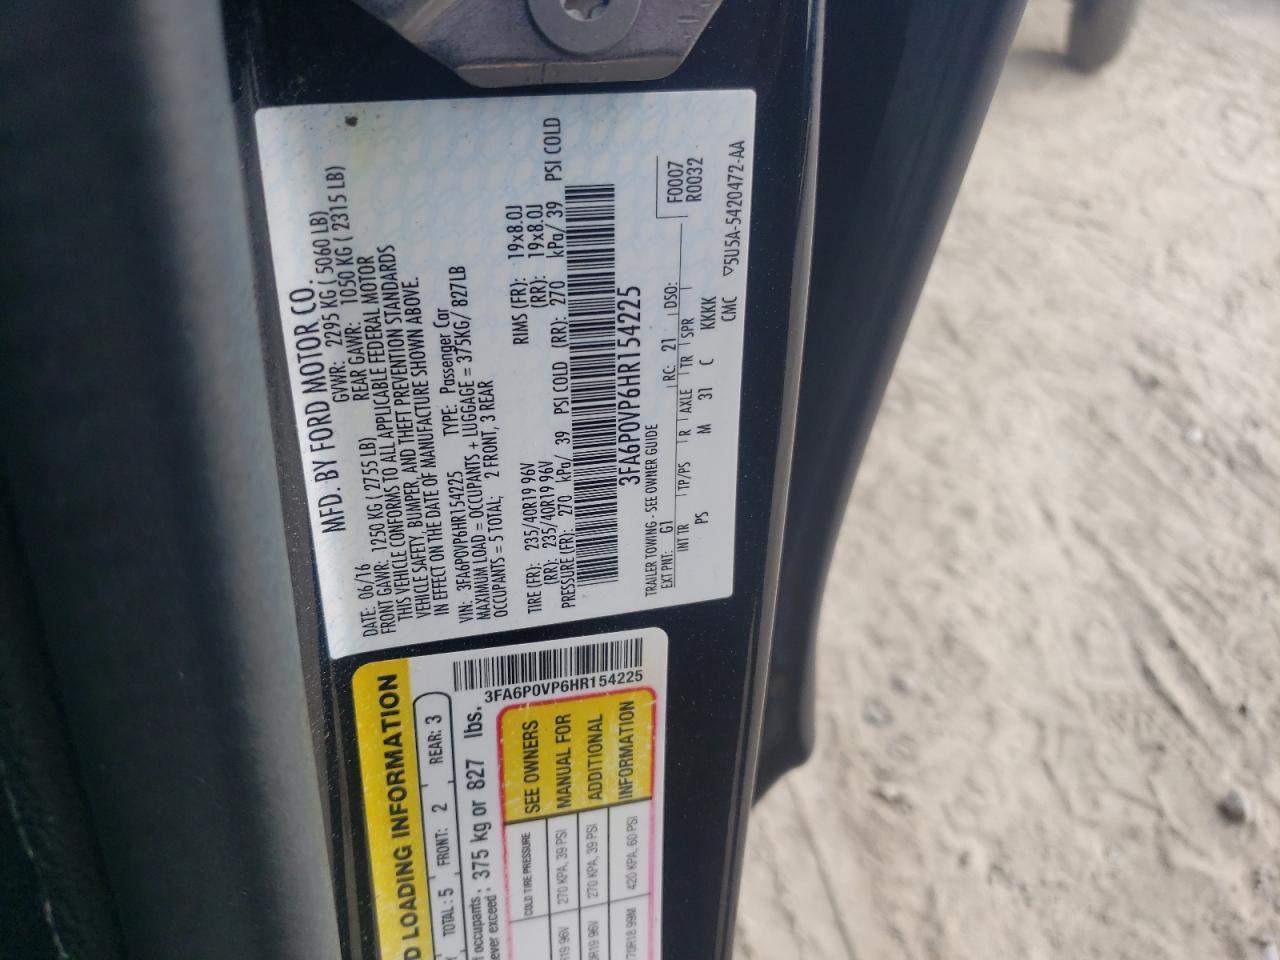 MFD. BY FORD MOTOR CO.
DATE: 06/16 GVWR: 2295 KG ( 5060 LB)
FRONT GAWR: 1250 KG ( 2755 LB) REAR GAWR: 1050 KG ( 2315 LB)
THIS VEHICLE CONFORMS TO ALL APPLICABLE FEDERAL MOTOR
VEHICLE SAFETY, BUMPER, AND THEFT PREVENTION STANDARDS
IN EFFECT ON THE DATE OF MANUFACTURE SHOWN ABOVE.
VIN: 3FA6P0VP6HR154225 TYPE: Passenger Car
MAXIMUM LOAD = OCCUPANTS + LUGGAGE = 375KG/ 827LB
OCCUPANTS = 5 TOTAL; 2 FRONT, 3 REAR
TIRE (FR): 235/40R19 96V RIMS (FR): 19x8.0J
(RR): 235/40R19 96V (RR): 19x8.0J
PRESSURE (FR): 270 kPa/ 39 PSI COLD (RR): 270 kPa/ 39 PSI COLD
3FA6P0VP6HR154225
TRAILER TOWING - SEE OWNER GUIDE
EXT PNT: G1 RC: 21 DSO: F0007
R0032
INT TR TP/PS R AXLE TR SPR
PS M 31 C KKKK
CMC ▽5U5A-5420472-AA
3FA6P0VP6HR154225
D LOADING INFORMATION
TOTAL: 5 FRONT: 2 REAR: 3
f occupants
ever exceed : 375 kg or 827 lbs.
COLD TIRE PRESSURE
270 KPA, 39 PSI
270 KPA, 39 PSI
70R18 99M 420 KPA, 60 PSI
SEE OWNERS
MANUAL FOR
ADDITIONAL
INFORMATION